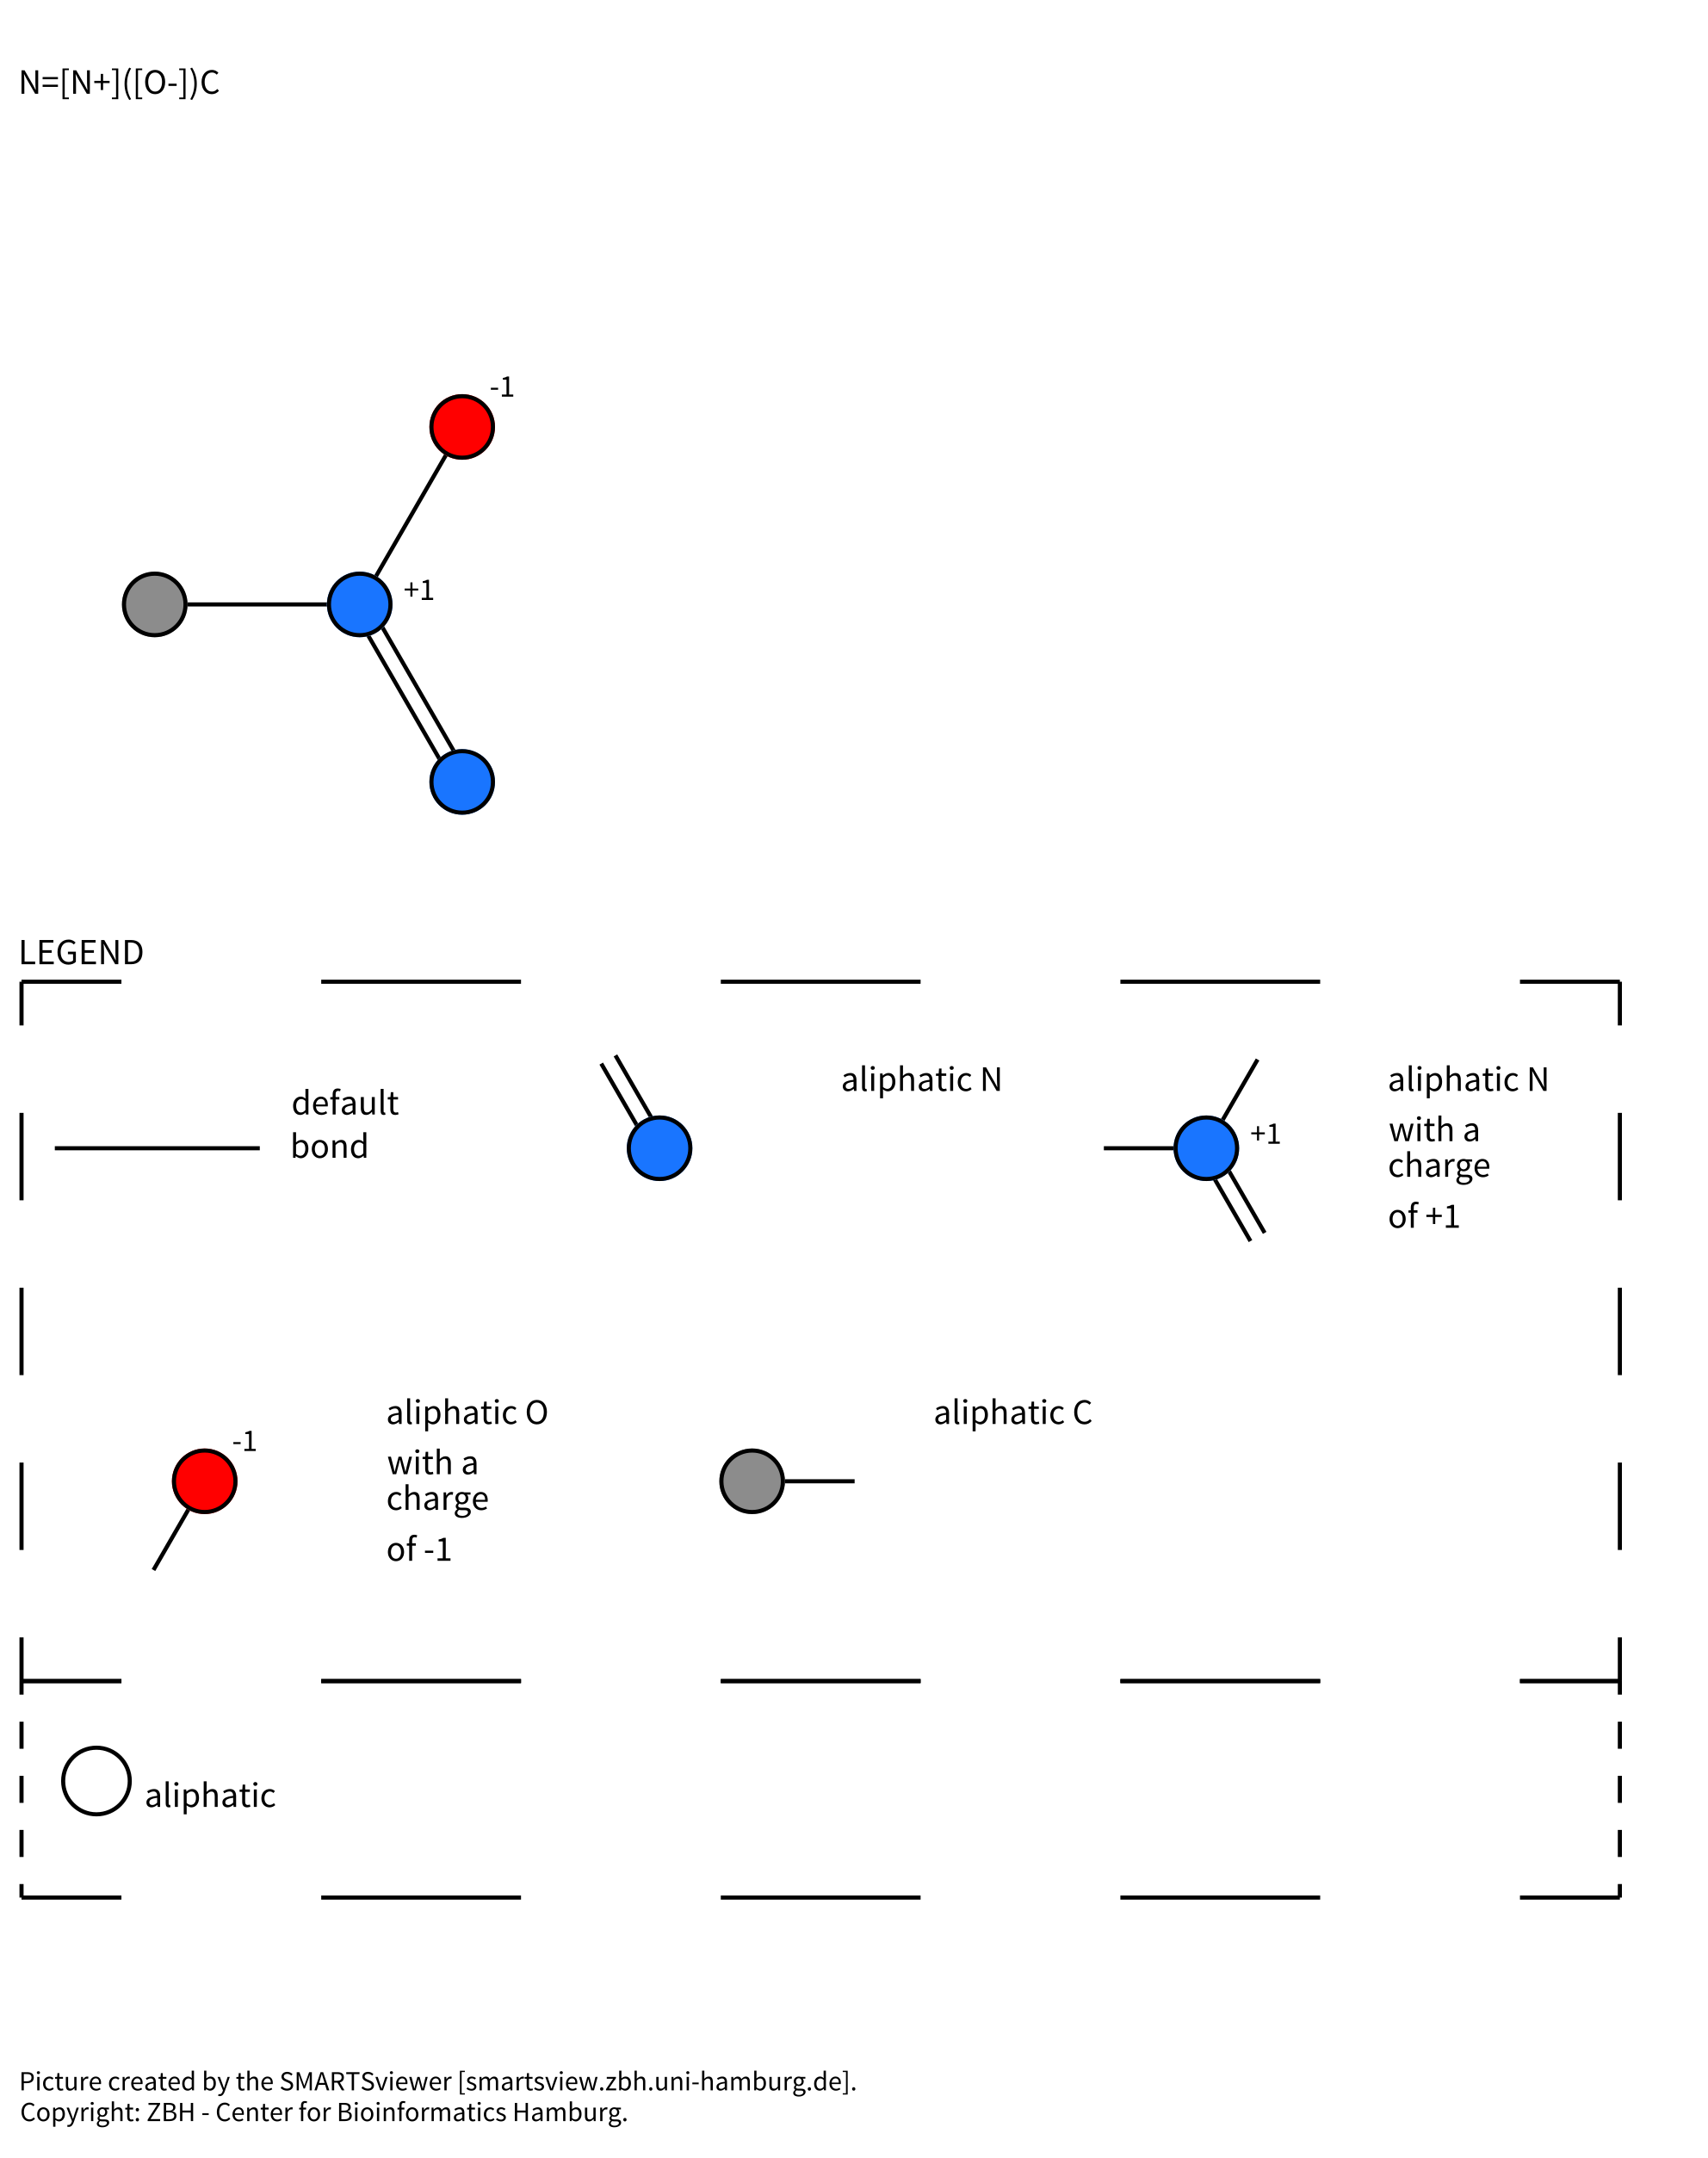 N=[N+]([O-])C
-1
+1
LEGEND
default
bond
aliphatic N
+1
aliphatic N
with a
charge
of +1
-1
aliphatic O
with a
charge
of -1
aliphatic C
aliphatic
Picture created by the SMARTSviewer [smartsview.zbh.uni-hamburg.de].
Copyright: ZBH - Center for Bioinformatics Hamburg.